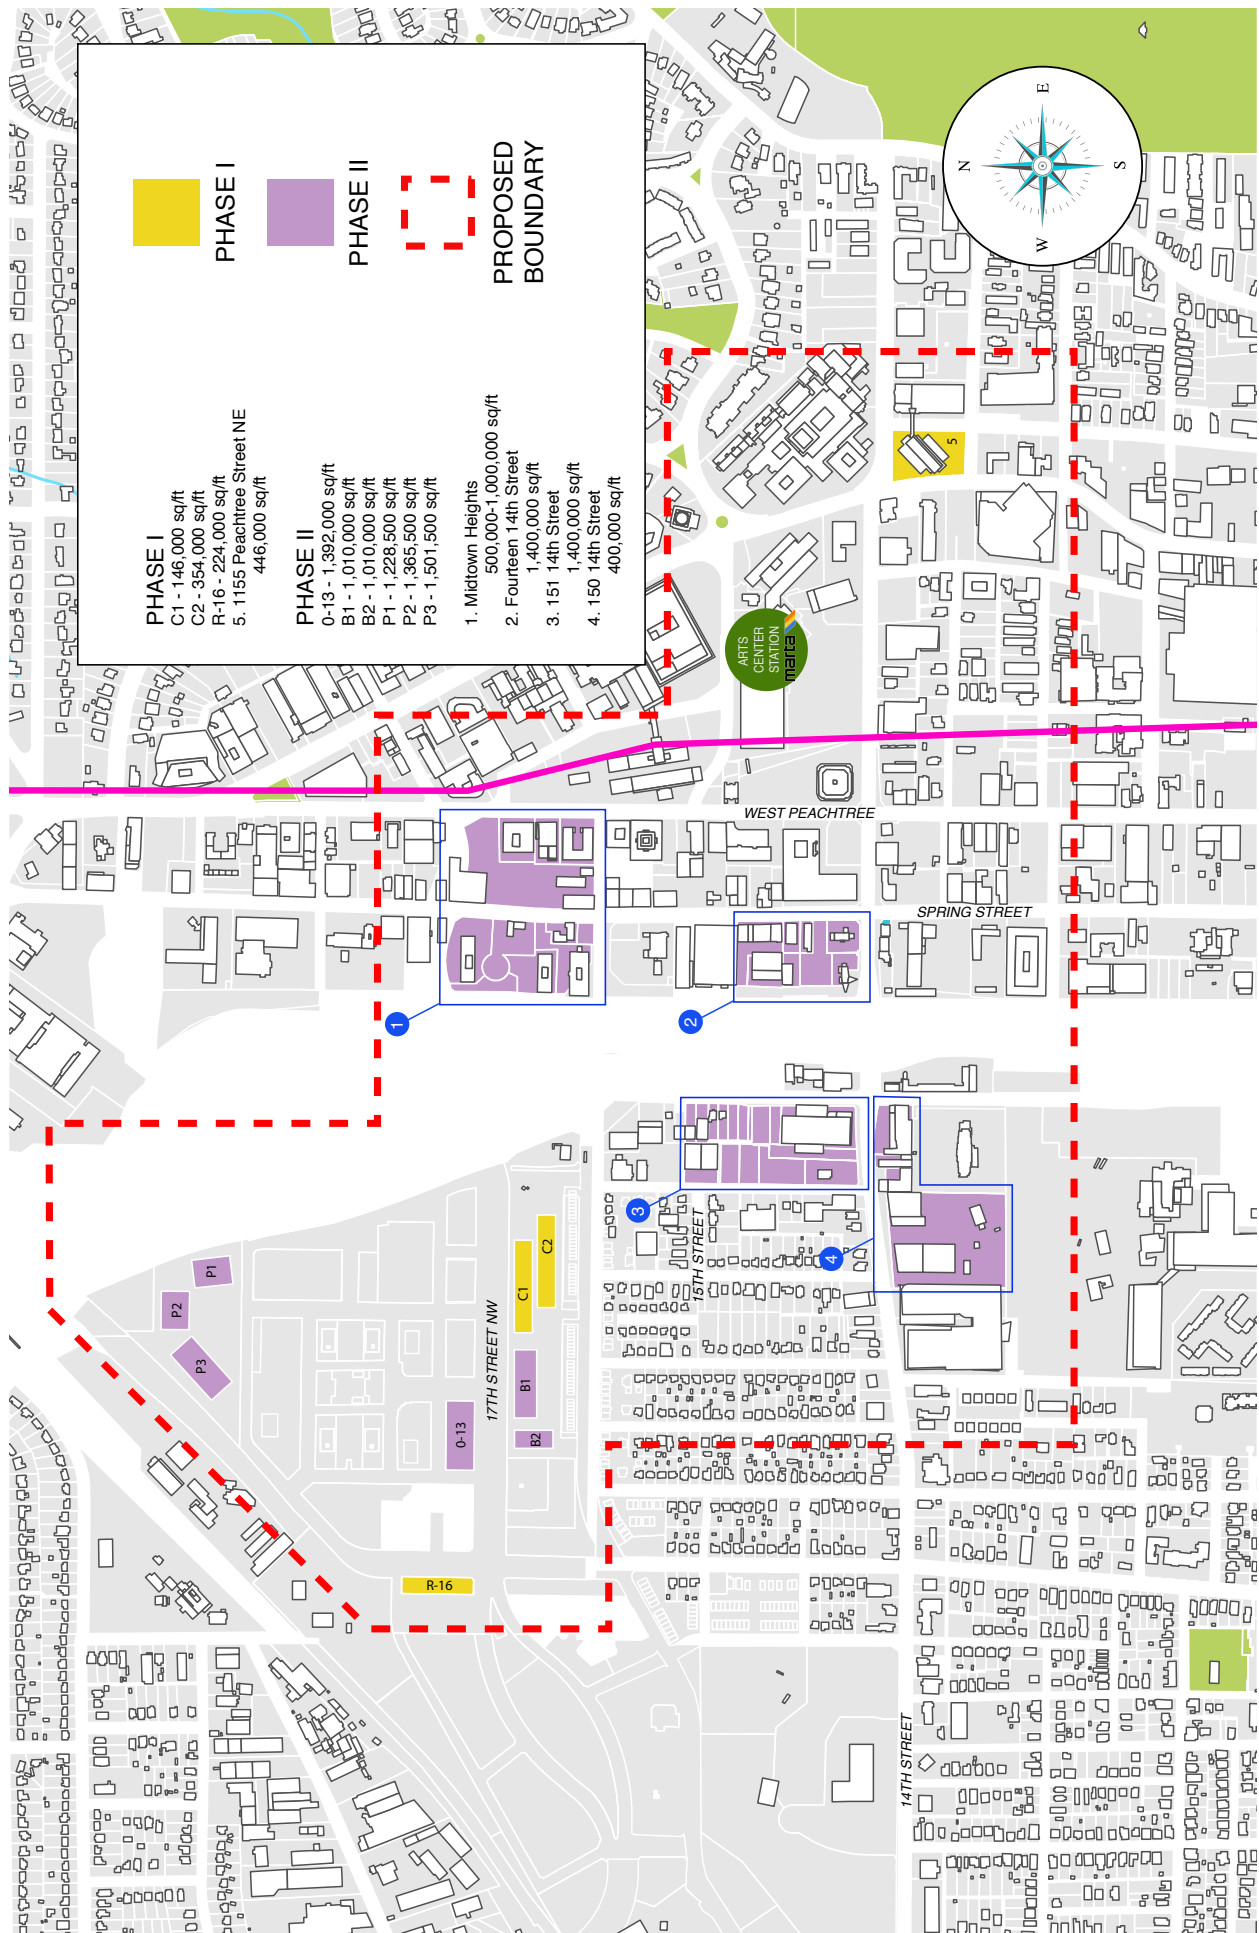 PHASE I
C1 - 146,000 sq/ft
C2 - 354,000 sq/ft
R-16 - 224,000 sq/ft
5. 1155 Peachtree Street NE
446,000 sq/ft
PHASE II
0-13 - 1,392,000 sq/ft
B1 - 1,010,000 sq/ft
B2 - 1,010,000 sq/ft
P1 - 1,228,500 sq/ft
P2 - 1,365,500 sq/ft
P3 - 1,501,500 sq/ft
1. Midtown Heights
500,000-1,000,000 sq/ft
2. Fourteen 14th Street
1,400,000 sq/ft
3. 151 14th Street
1,400,000 sq/ft
4. 150 14th Street
400,000 sq/ft
PHASE I
PHASE II
PROPOSED
BOUNDARY
N
E
S
W
5
ARTS
CENTER
STATION
marta
WEST PEACHTREE
SPRING STREET
1
2
3
4
15TH STREET
17TH STREET NW
14TH STREET
P1
P2
P3
C1
C2
B1
B2
0-13
R-16